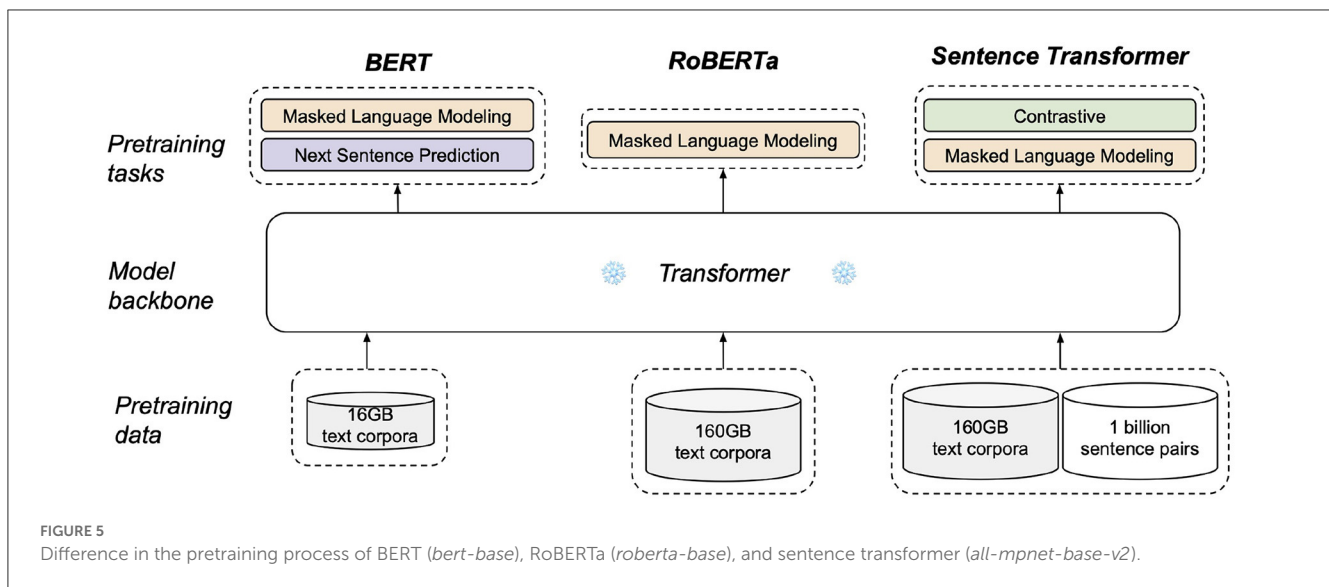 BERT
RoBERTa
Sentence Transformer
Pretraining
tasks
Masked Language Modeling
Next Sentence Prediction
Masked Language Modeling
Contrastive
Masked Language Modeling
Model
backbone
Transformer
Pretraining
data
16GB
text corpora
160GB
text corpora
160GB
text corpora
1 billion
sentence pairs
FIGURE 5
Difference in the pretraining process of BERT (bert-base), RoBERTa (roberta-base), and sentence transformer (all-mpnet-base-v2).